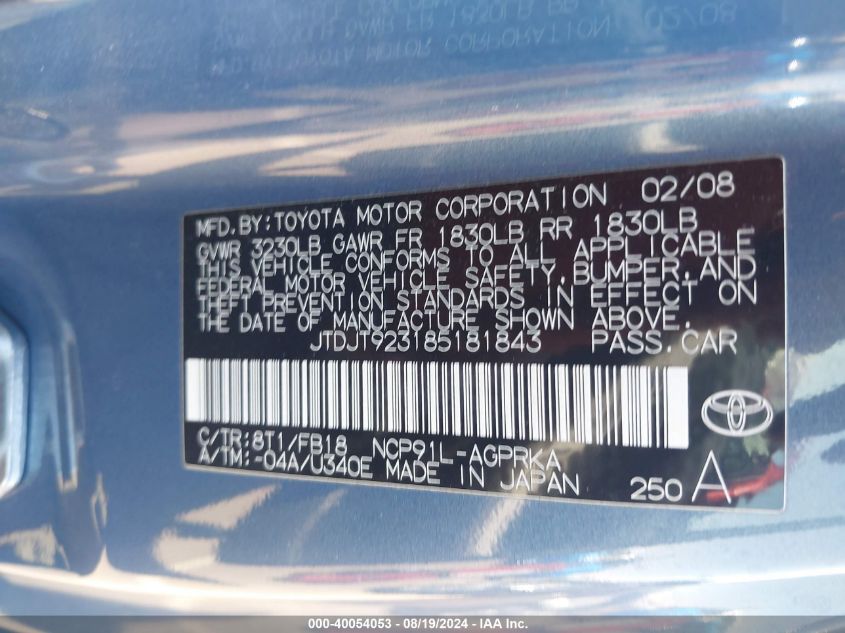 MFD.BY:TOYOTA MOTOR CORPORATION 02/08
GVWR 3230LB GAWR FR 1830LB RR 1830LB
THIS VEHICLE CONFORMS TO ALL APPLICABLE
FEDERAL MOTOR VEHICLE SAFETY,BUMPER,AND
THEFT PREVENTION STANDARDS IN EFFECT ON
THE DATE OF MANUFACTURE SHOWN ABOVE.
JTDJT923185181843 PASS.CAR
C/TR:8T1/FB18 NCP91L-AGPRKA
A/TM:-04A/U340E MADE IN JAPAN
250 A
000-40054053 - 08/19/2024 - IAA Inc.